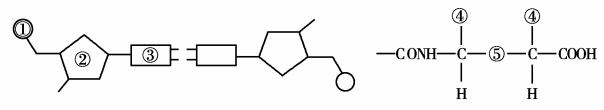 ① ② ③
④ ④
—CONH—C—⑤—C—COOH
H H